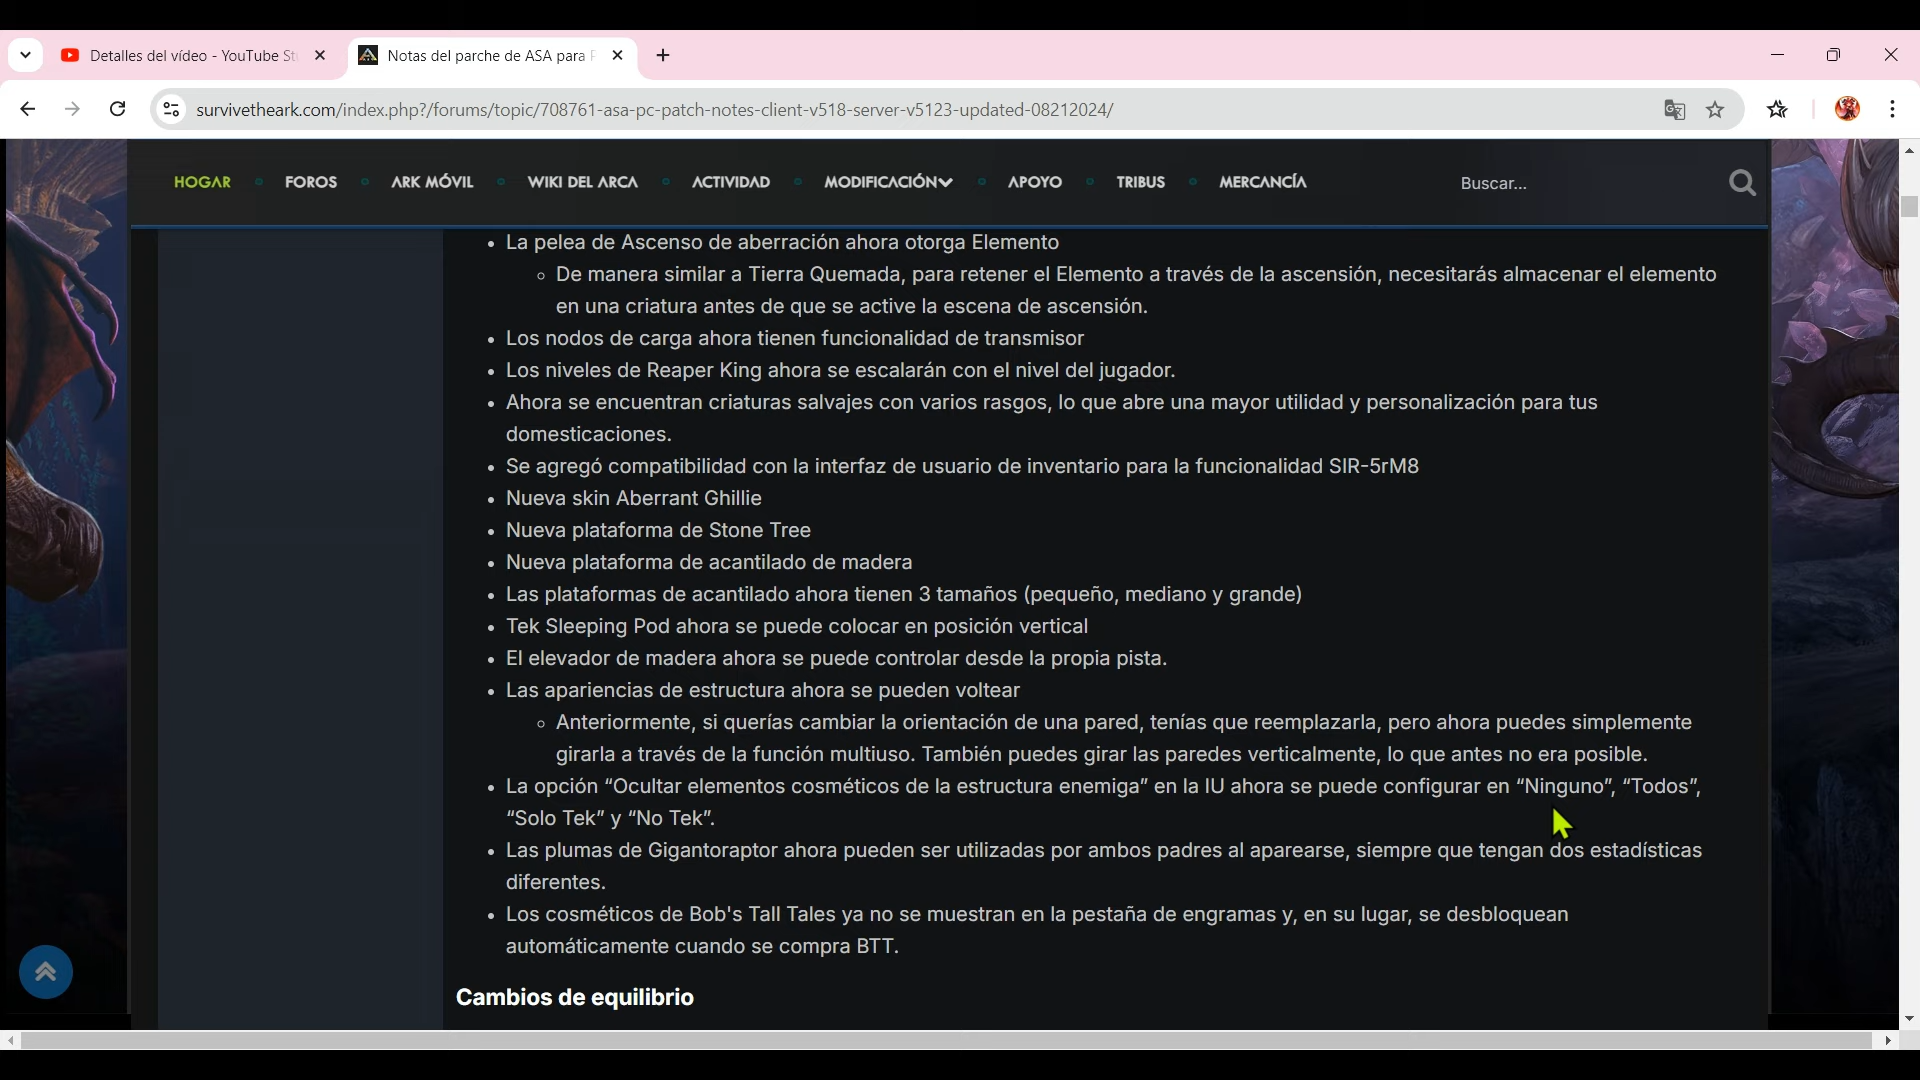 Detalles del vídeo - YouTube St
Notas del parche de ASA para P
survivetheark.com/index.php?/forums/topic/708761-asa-pc-patch-notes-client-v518-server-v5123-updated-08212024/
HOGAR FOROS ARK MÓVIL WIKI DEL ARCA ACTIVIDAD MODIFICACIÓN APOYO TRIBUS MERCANCÍA Buscar...
• La pelea de Ascenso de aberración ahora otorga Elemento
○ De manera similar a Tierra Quemada, para retener el Elemento a través de la ascensión, necesitarás almacenar el elemento
en una criatura antes de que se active la escena de ascensión.
• Los nodos de carga ahora tienen funcionalidad de transmisor
• Los niveles de Reaper King ahora se escalarán con el nivel del jugador.
• Ahora se encuentran criaturas salvajes con varios rasgos, lo que abre una mayor utilidad y personalización para tus
domesticaciones.
• Se agregó compatibilidad con la interfaz de usuario de inventario para la funcionalidad SIR-5rM8
• Nueva skin Aberrant Ghillie
• Nueva plataforma de Stone Tree
• Nueva plataforma de acantilado de madera
• Las plataformas de acantilado ahora tienen 3 tamaños (pequeño, mediano y grande)
• Tek Sleeping Pod ahora se puede colocar en posición vertical
• El elevador de madera ahora se puede controlar desde la propia pista.
• Las apariencias de estructura ahora se pueden voltear
○ Anteriormente, si querías cambiar la orientación de una pared, tenías que reemplazarla, pero ahora puedes simplemente
girarla a través de la función multiuso. También puedes girar las paredes verticalmente, lo que antes no era posible.
• La opción “Ocultar elementos cosméticos de la estructura enemiga” en la IU ahora se puede configurar en “Ninguno”, “Todos”,
“Solo Tek” y “No Tek”.
• Las plumas de Gigantoraptor ahora pueden ser utilizadas por ambos padres al aparearse, siempre que tengan dos estadísticas
diferentes.
• Los cosméticos de Bob's Tall Tales ya no se muestran en la pestaña de engramas y, en su lugar, se desbloquean
automáticamente cuando se compra BTT.
Cambios de equilibrio